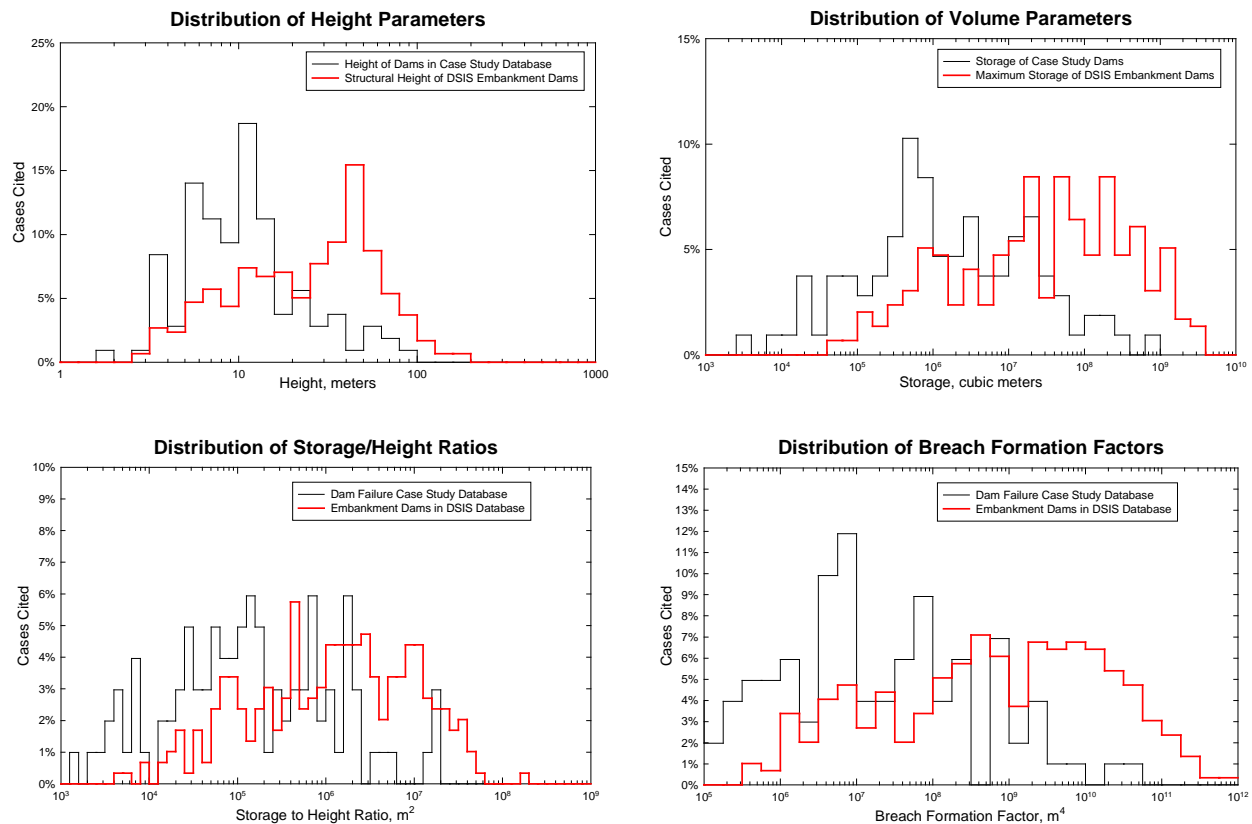 Distribution of Height Parameters
25%
20%
15%
10%
5%
0%
Cases Cited
Height of Dams in Case Study Database
Structural Height of DSIS Embankment Dams
1 10 100 1000
Height, meters
Distribution of Volume Parameters
15%
10%
5%
0%
Cases Cited
Storage of Case Study Dams
Maximum Storage of DSIS Embankment Dams
10³ 10⁴ 10⁵ 10⁶ 10⁷ 10⁸ 10⁹ 10¹⁰
Storage, cubic meters
Distribution of Storage/Height Ratios
10%
9%
8%
7%
6%
5%
4%
3%
2%
1%
0%
Cases Cited
Dam Failure Case Study Database
Embankment Dams in DSIS Database
10³ 10⁴ 10⁵ 10⁶ 10⁷ 10⁸ 10⁹
Storage to Height Ratio, m²
Distribution of Breach Formation Factors
15%
14%
13%
12%
11%
10%
9%
8%
7%
6%
5%
4%
3%
2%
1%
0%
Cases Cited
Dam Failure Case Study Database
Embankment Dams in DSIS Database
10⁵ 10⁶ 10⁷ 10⁸ 10⁹ 10¹⁰ 10¹¹ 10¹²
Breach Formation Factor, m⁴